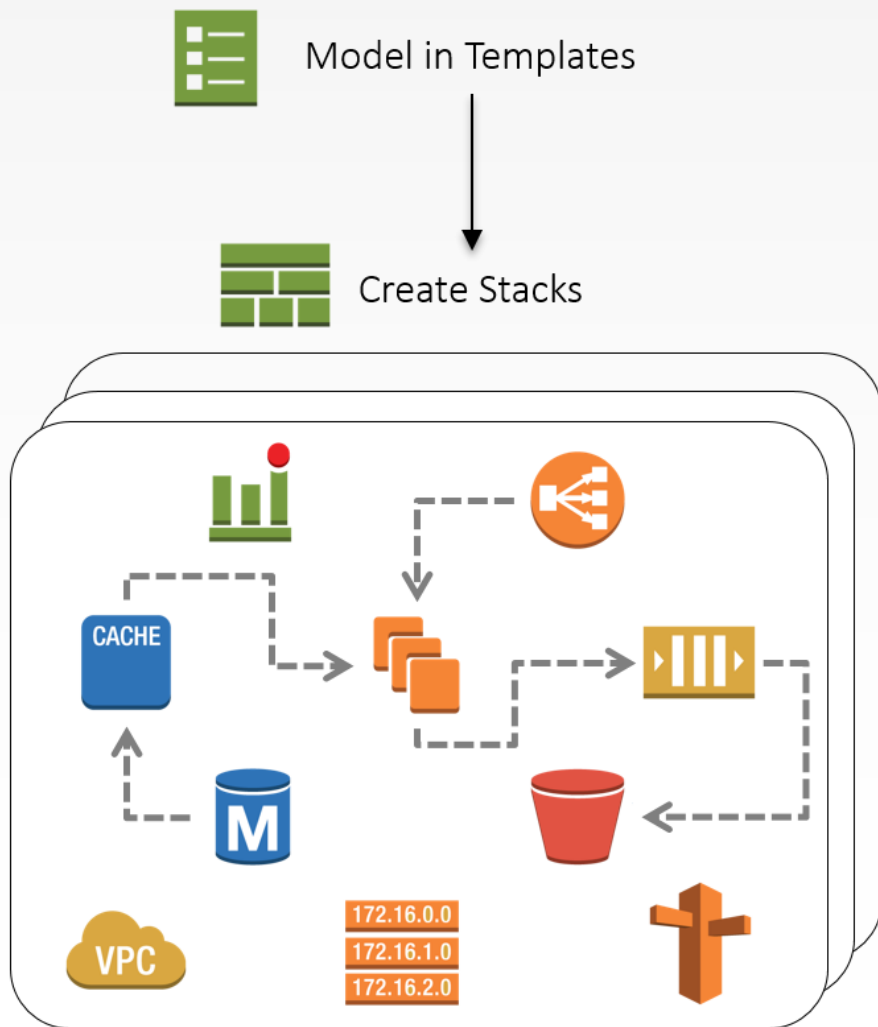 Model in Templates
Create Stacks
CACHE
M
VPC
172.16.0.0
172.16.1.0
172.16.2.0